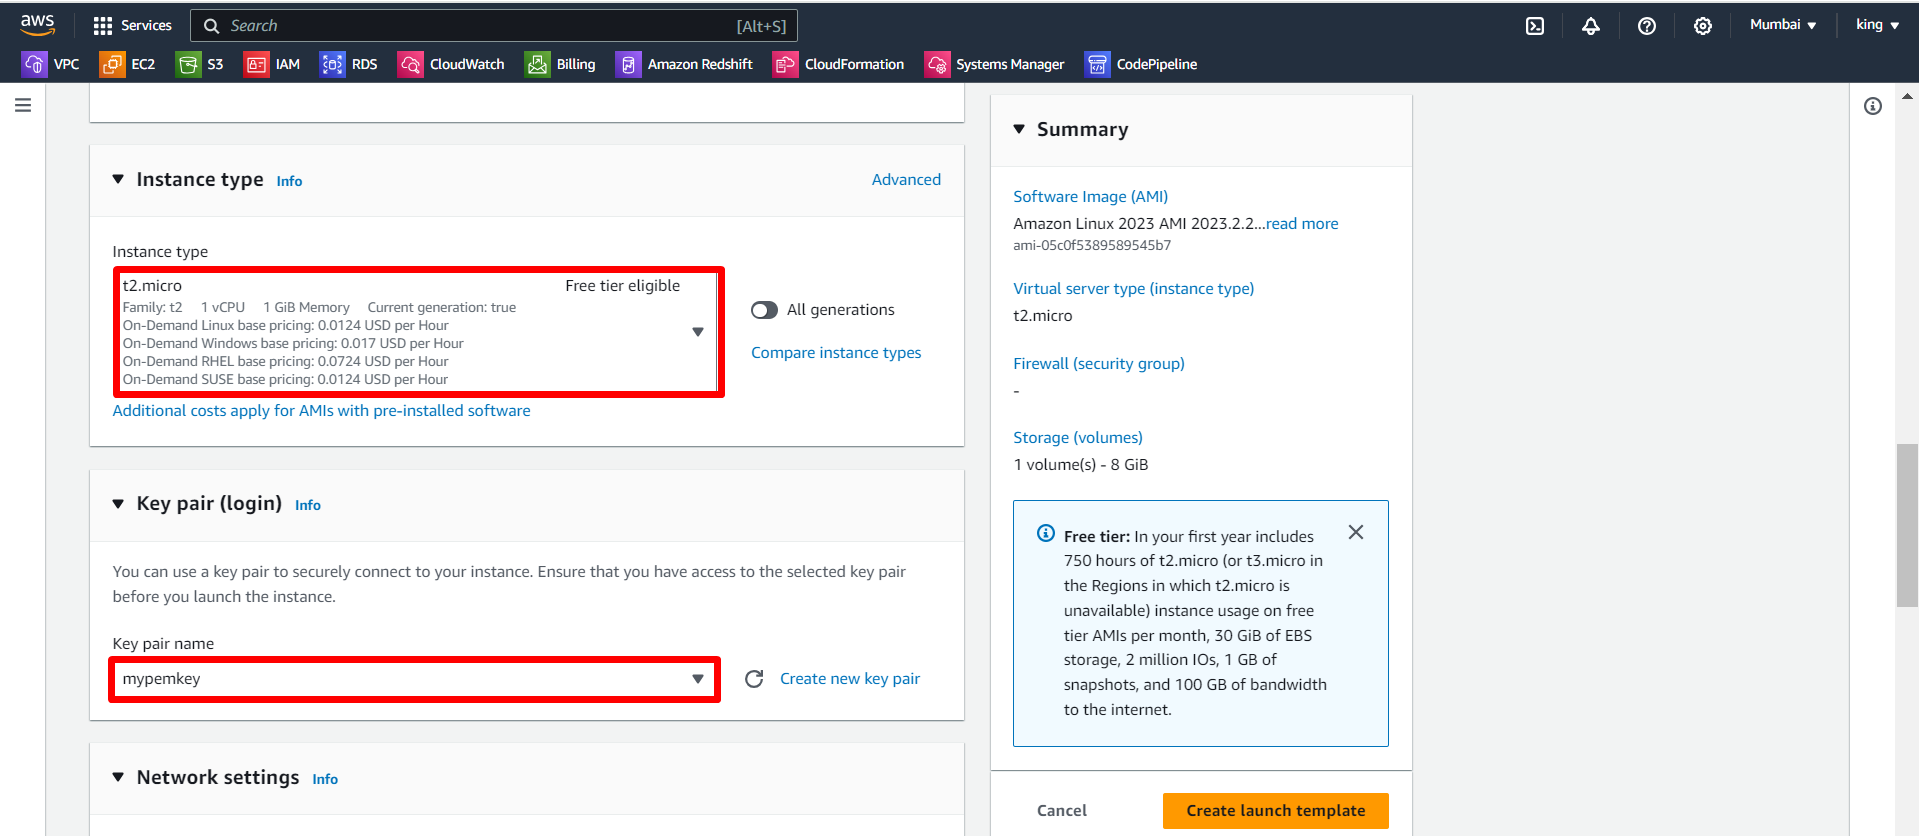 aws
Services
Search [Alt+S]
Mumbai
king
VPC EC2 S3 IAM RDS CloudWatch Billing Amazon Redshift CloudFormation Systems Manager CodePipeline
Instance type Info
Advanced
Instance type
t2.micro Free tier eligible
Family: t2 1 vCPU 1 GiB Memory Current generation: true
On-Demand Linux base pricing: 0.0124 USD per Hour
On-Demand Windows base pricing: 0.017 USD per Hour
On-Demand RHEL base pricing: 0.0724 USD per Hour
On-Demand SUSE base pricing: 0.0124 USD per Hour
All generations
Compare instance types
Additional costs apply for AMIs with pre-installed software
Key pair (login) Info
You can use a key pair to securely connect to your instance. Ensure that you have access to the selected key pair
before you launch the instance.
Key pair name
mypemkey
Create new key pair
Network settings Info
Summary
Software Image (AMI)
Amazon Linux 2023 AMI 2023.2.2...read more
ami-05c0f5389589545b7
Virtual server type (instance type)
t2.micro
Firewall (security group)
-
Storage (volumes)
1 volume(s) - 8 GiB
Free tier: In your first year includes
750 hours of t2.micro (or t3.micro in
the Regions in which t2.micro is
unavailable) instance usage on free
tier AMIs per month, 30 GiB of EBS
storage, 2 million IOs, 1 GB of
snapshots, and 100 GB of bandwidth
to the internet.
Cancel
Create launch template